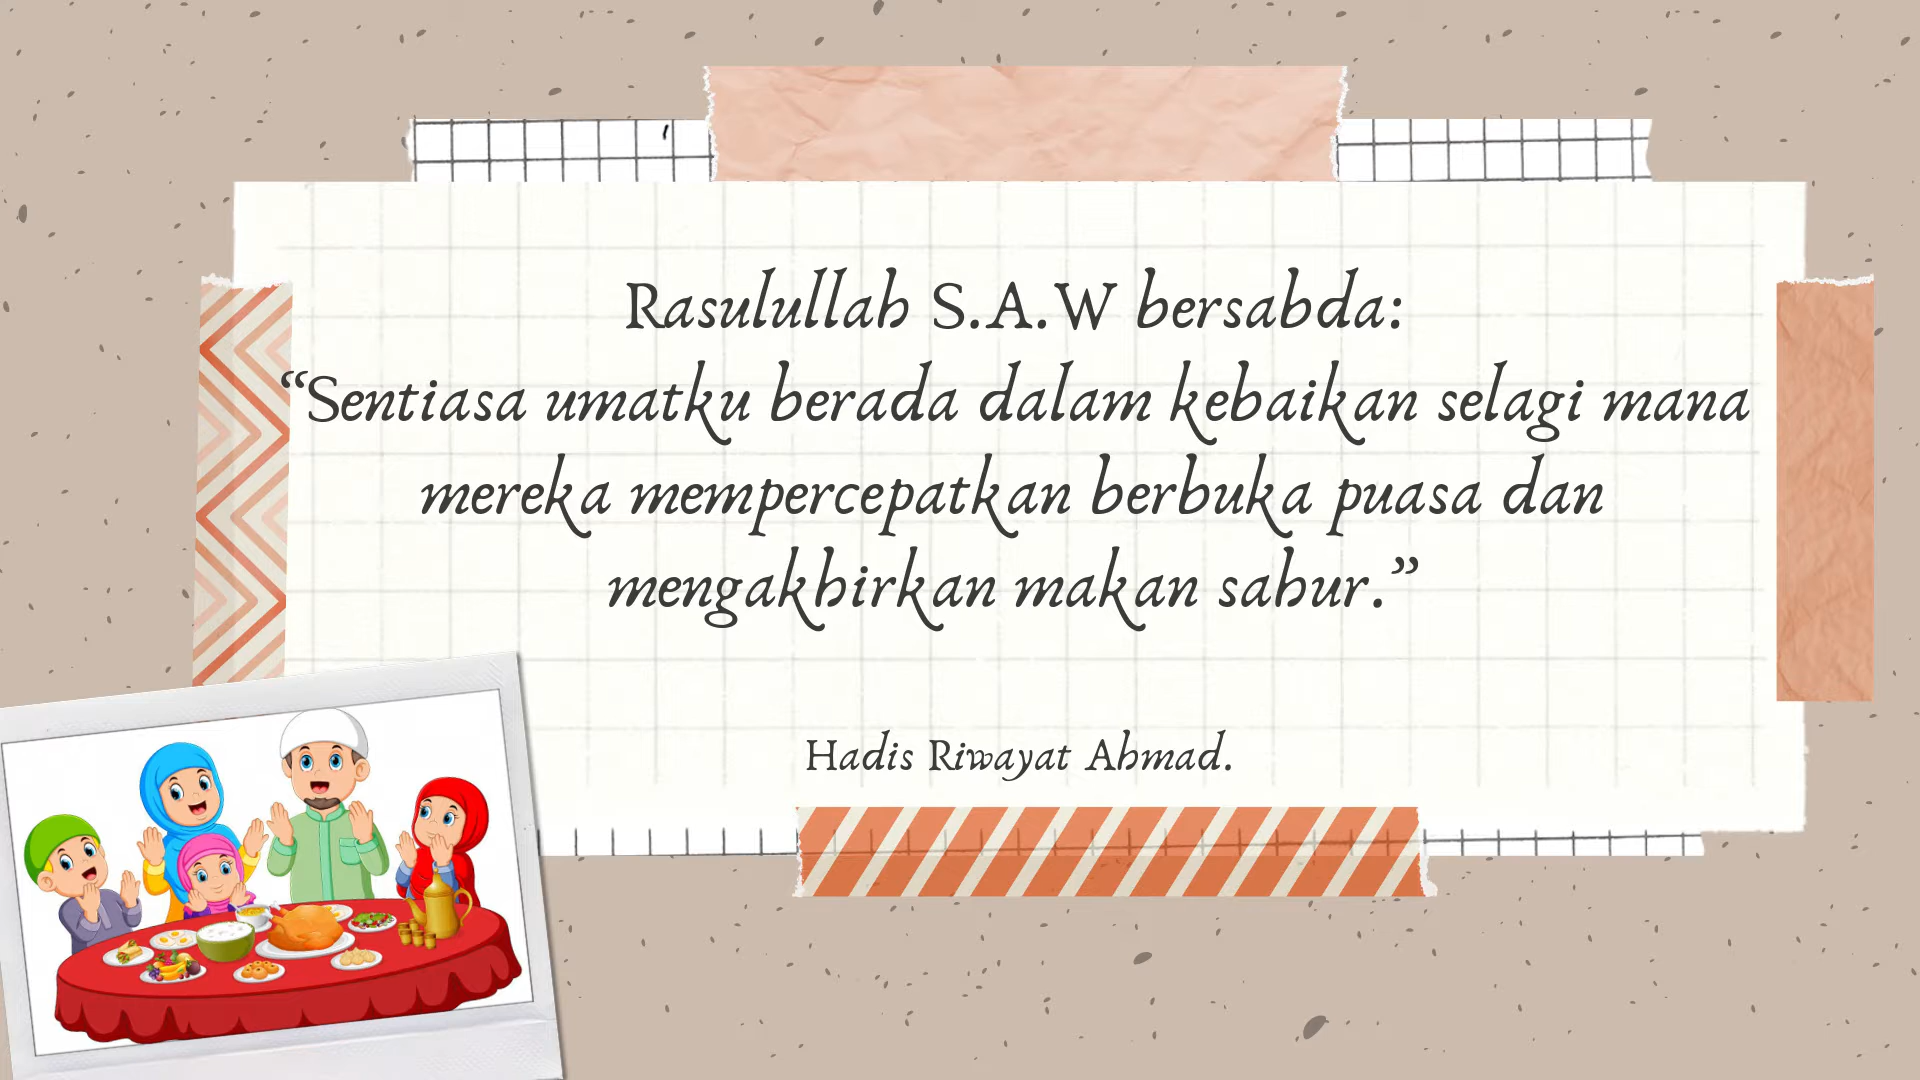 Rasulullah S.A.W bersabda:
“Sentiasa umatku berada dalam kebaikan selagi mana
mereka mempercepatkan berbuka puasa dan
mengakhirkan makan sahur.”
Hadis Riwayat Ahmad.